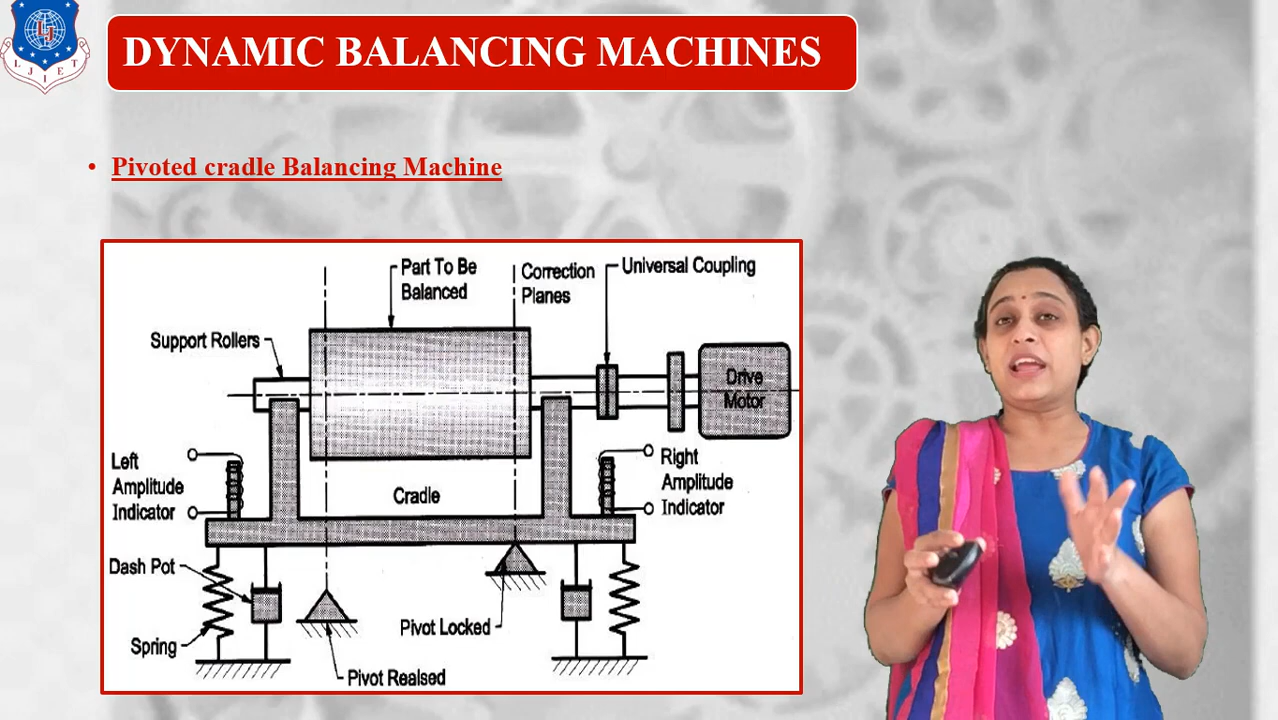 LJIET
DYNAMIC BALANCING MACHINES
• Pivoted cradle Balancing Machine
Part To Be
Balanced
Correction
Planes
Universal Coupling
Support Rollers
Drive
Motor
Left
Amplitude
Indicator
Cradle
Right
Amplitude
Indicator
Dash Pot
Spring
Pivot Locked
Pivot Realsed